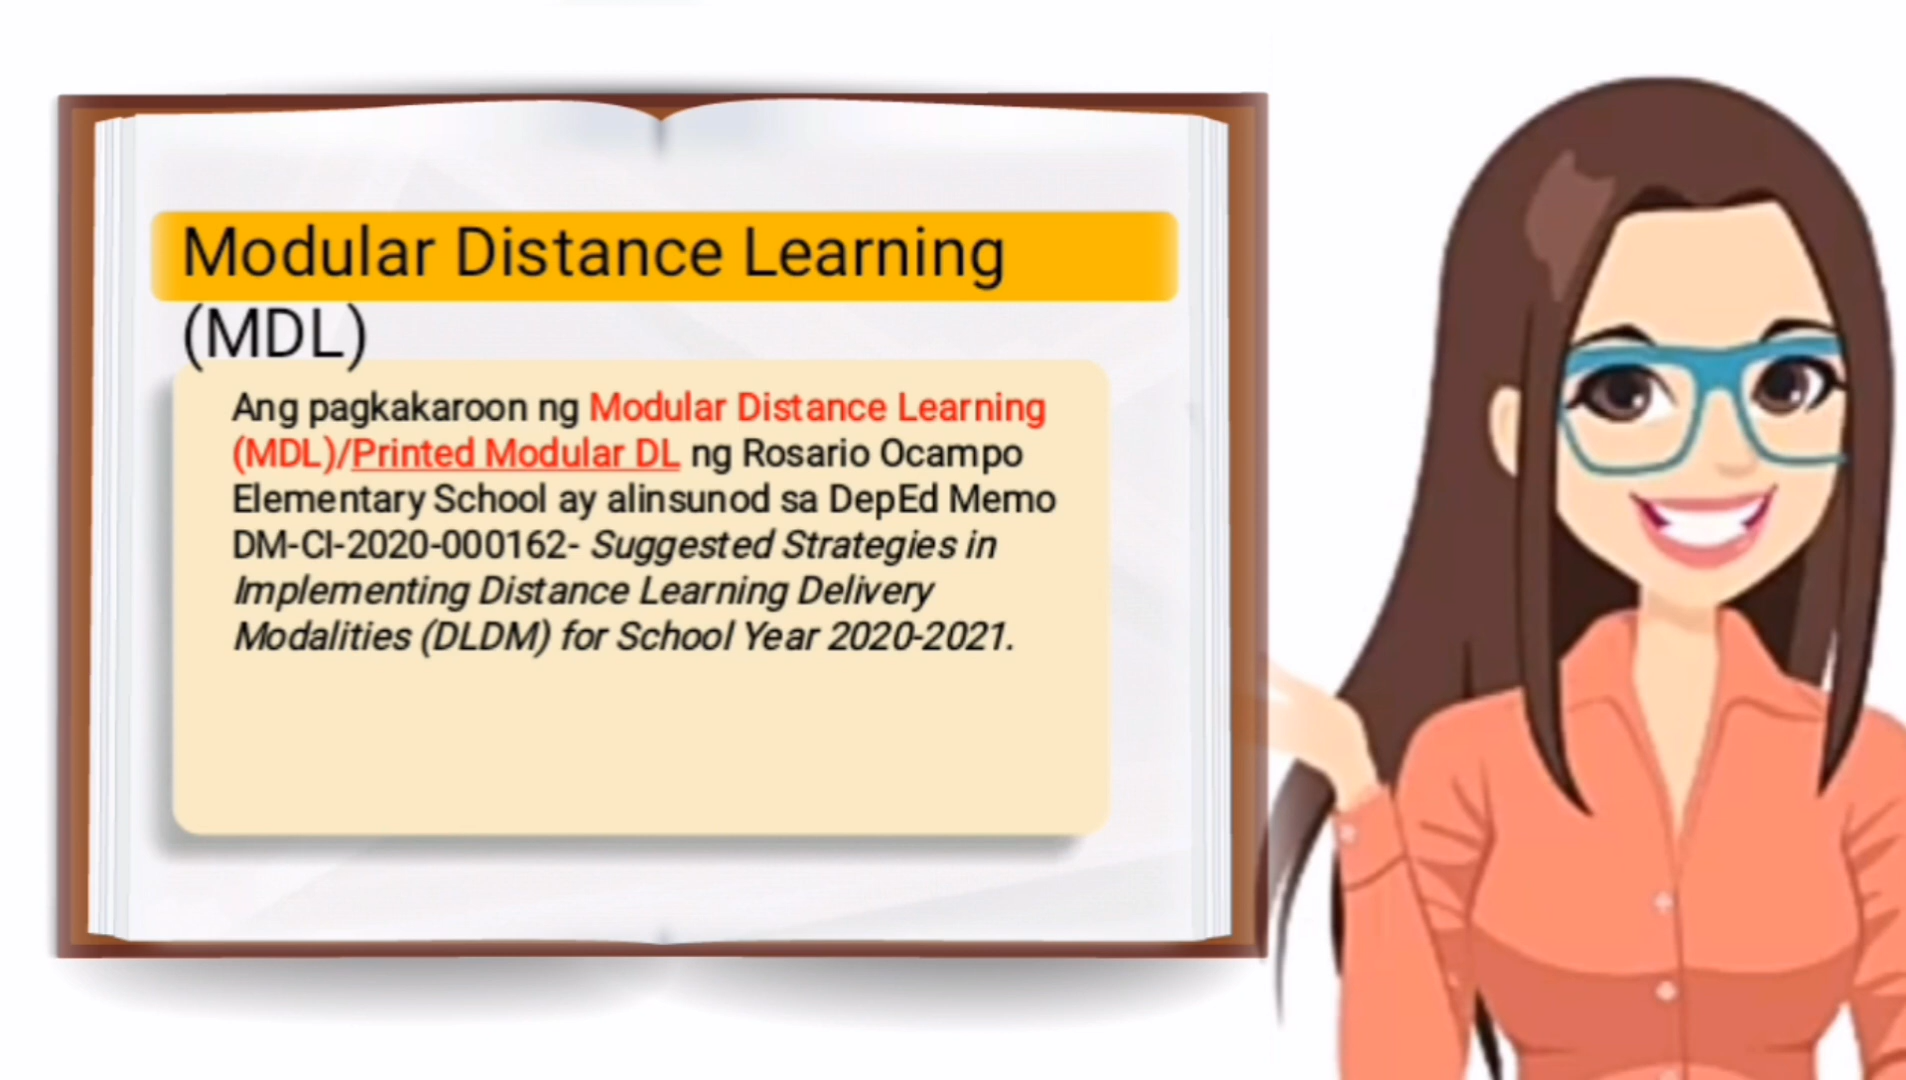 Modular Distance Learning
(MDL)
Ang pagkakaroon ng Modular Distance Learning
(MDL)/Printed Modular DL ng Rosario Ocampo
Elementary School ay alinsunod sa DepEd Memo
DM-CI-2020-000162- Suggested Strategies in
Implementing Distance Learning Delivery
Modalities (DLDM) for School Year 2020-2021.